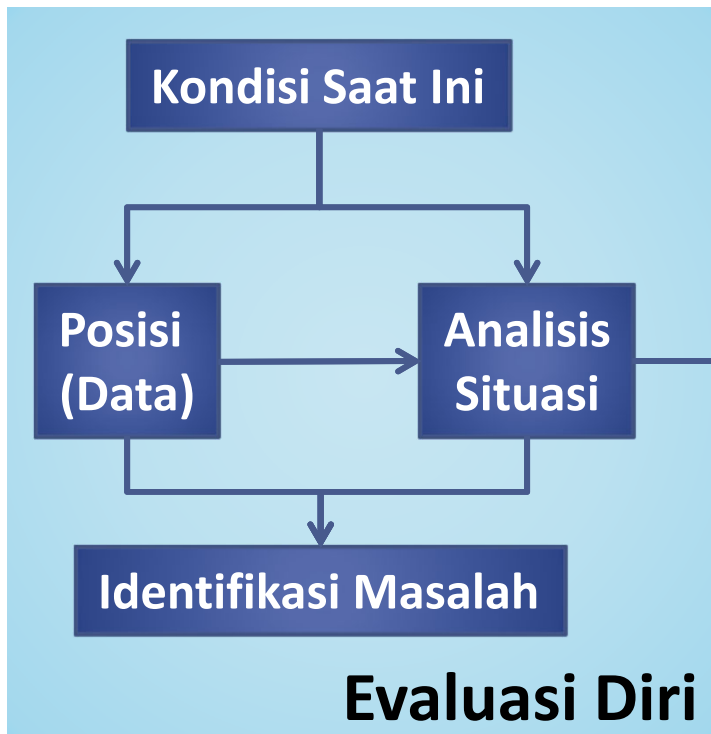 Kondisi Saat Ini
Posisi
(Data)
Analisis
Situasi
Identifikasi Masalah
Evaluasi Diri